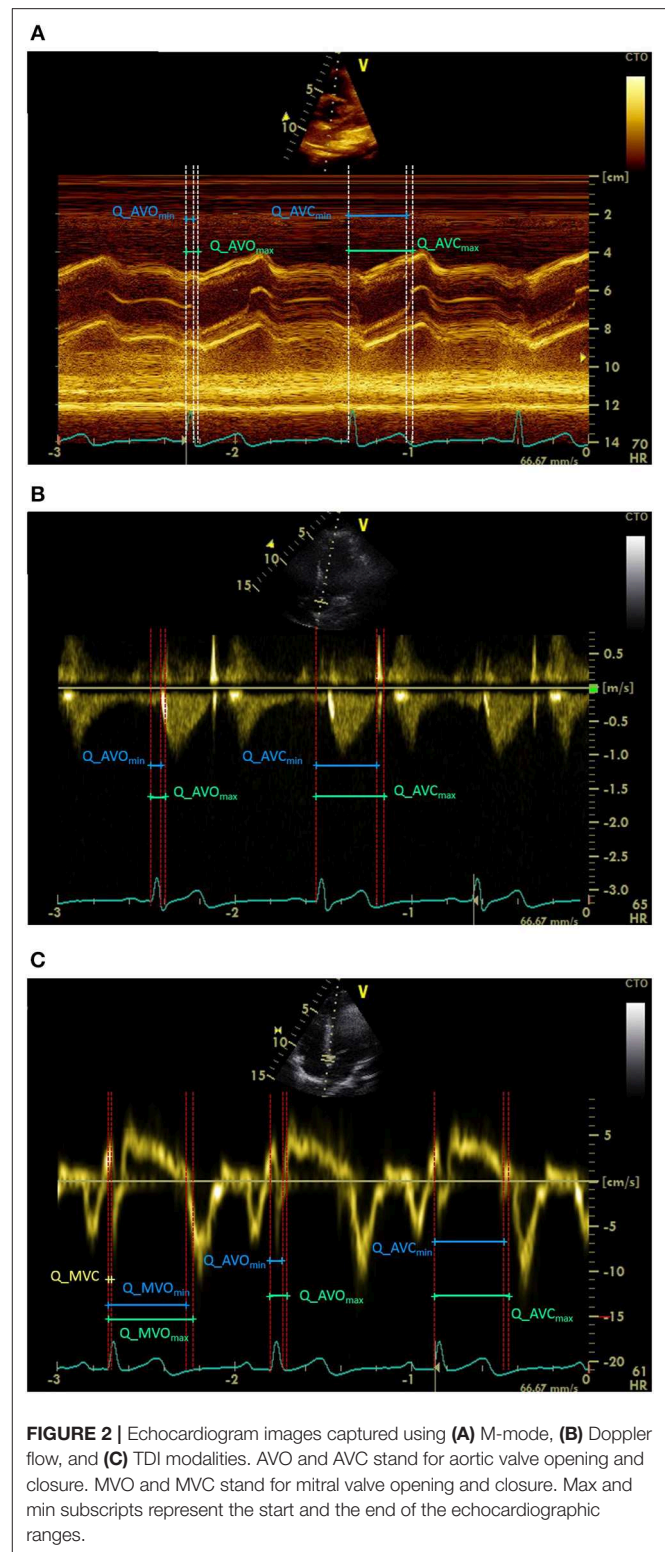 A
CTO
V
5
10
[cm]
Q_AVOmin
Q_AVCmin
2
Q_AVOmax
Q_AVCmax
4
6
8
10
12
14
-3
-2
-1
70
66.67 mm/s
HR
B
CTO
V
5
10
15
0.5
[m/s]
-0.5
Q_AVOmin
Q_AVCmin
-1.0
Q_AVOmax
Q_AVCmax
-1.5
-2.0
-2.5
-3.0
-3
-2
-1
0
65
66.67 mm/s
HR
C
CTO
V
5
10
15
5
[cm/s]
-5
Q_AVCmin
Q_AVOmin
Q_MVC
-10
Q_MVOmin
Q_AVOmax
Q_AVCmax
-15
Q_MVOmax
-20
-3
-2
-1
0
61
66.67 mm/s
HR
FIGURE 2 | Echocardiogram images captured using (A) M-mode, (B) Doppler
flow, and (C) TDI modalities. AVO and AVC stand for aortic valve opening and
closure. MVO and MVC stand for mitral valve opening and closure. Max and
min subscripts represent the start and the end of the echocardiographic
ranges.